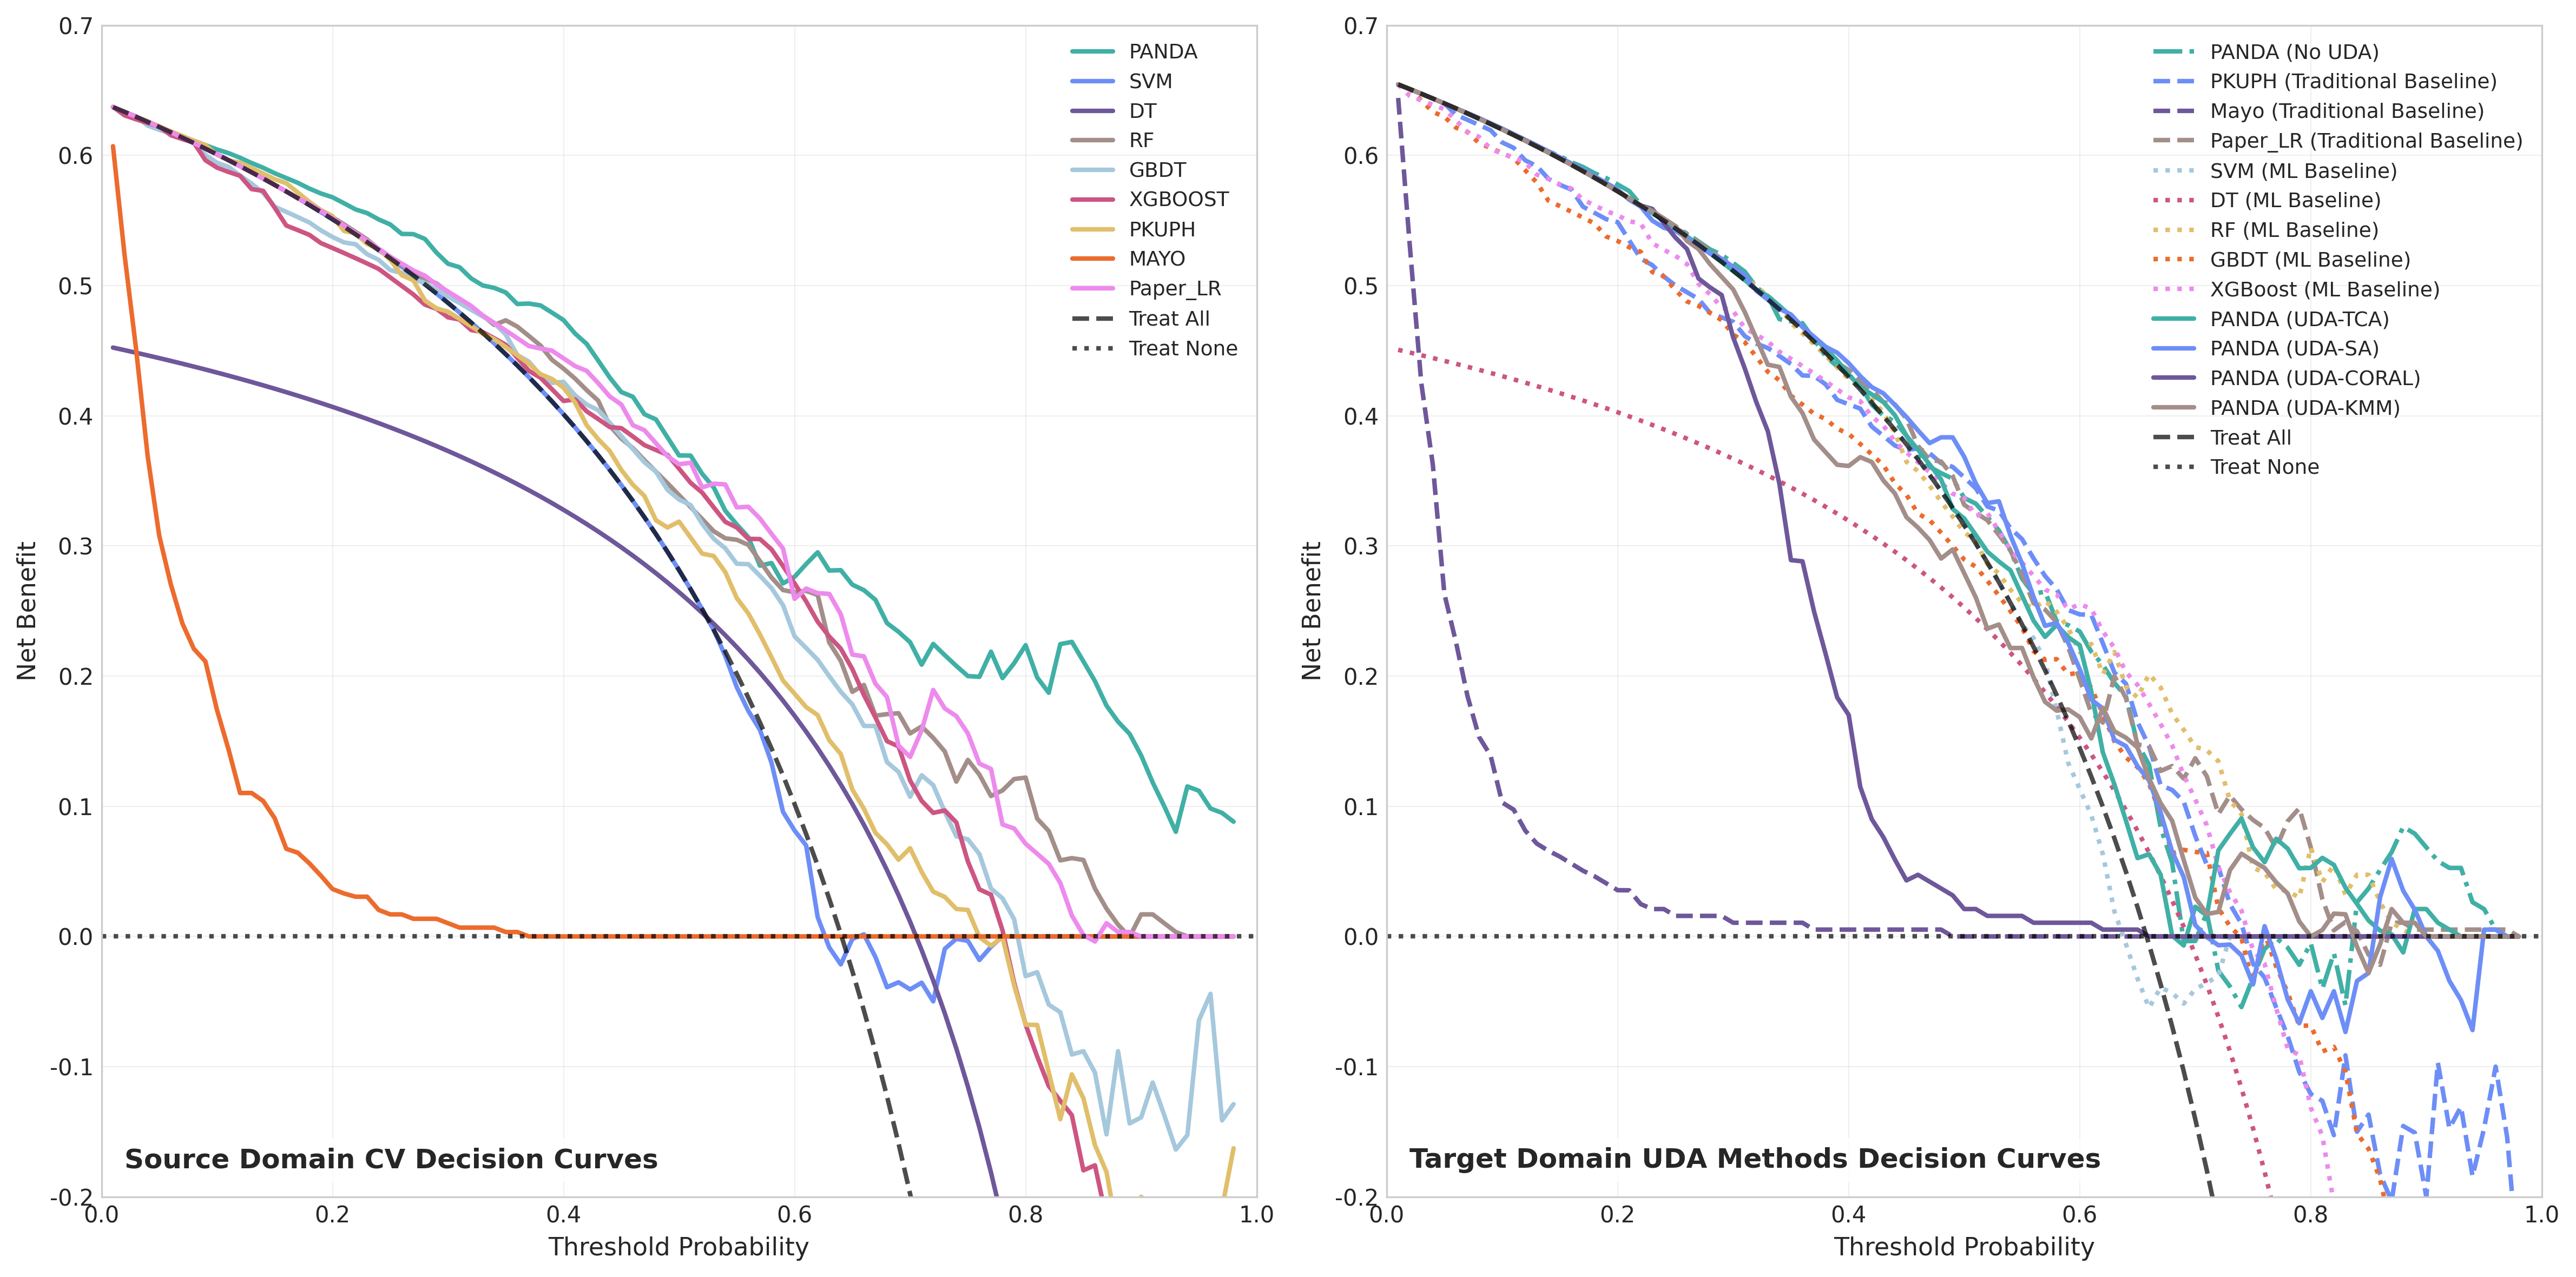 0.7
0.6
0.5
0.4
0.3
0.2
0.1
0.0
-0.1
-0.2
Net Benefit
PANDA
SVM
DT
RF
GBDT
XGBOOST
PKUPH
MAYO
Paper_LR
Treat All
Treat None
Source Domain CV Decision Curves
0.0 0.2 0.4 0.6 0.8 1.0
Threshold Probability
0.7
0.6
0.5
0.4
0.3
0.2
0.1
0.0
-0.1
-0.2
Net Benefit
PANDA (No UDA)
PKUPH (Traditional Baseline)
Mayo (Traditional Baseline)
Paper_LR (Traditional Baseline)
SVM (ML Baseline)
DT (ML Baseline)
RF (ML Baseline)
GBDT (ML Baseline)
XGBoost (ML Baseline)
PANDA (UDA-TCA)
PANDA (UDA-SA)
PANDA (UDA-CORAL)
PANDA (UDA-KMM)
Treat All
Treat None
Target Domain UDA Methods Decision Curves
0.0 0.2 0.4 0.6 0.8 1.0
Threshold Probability